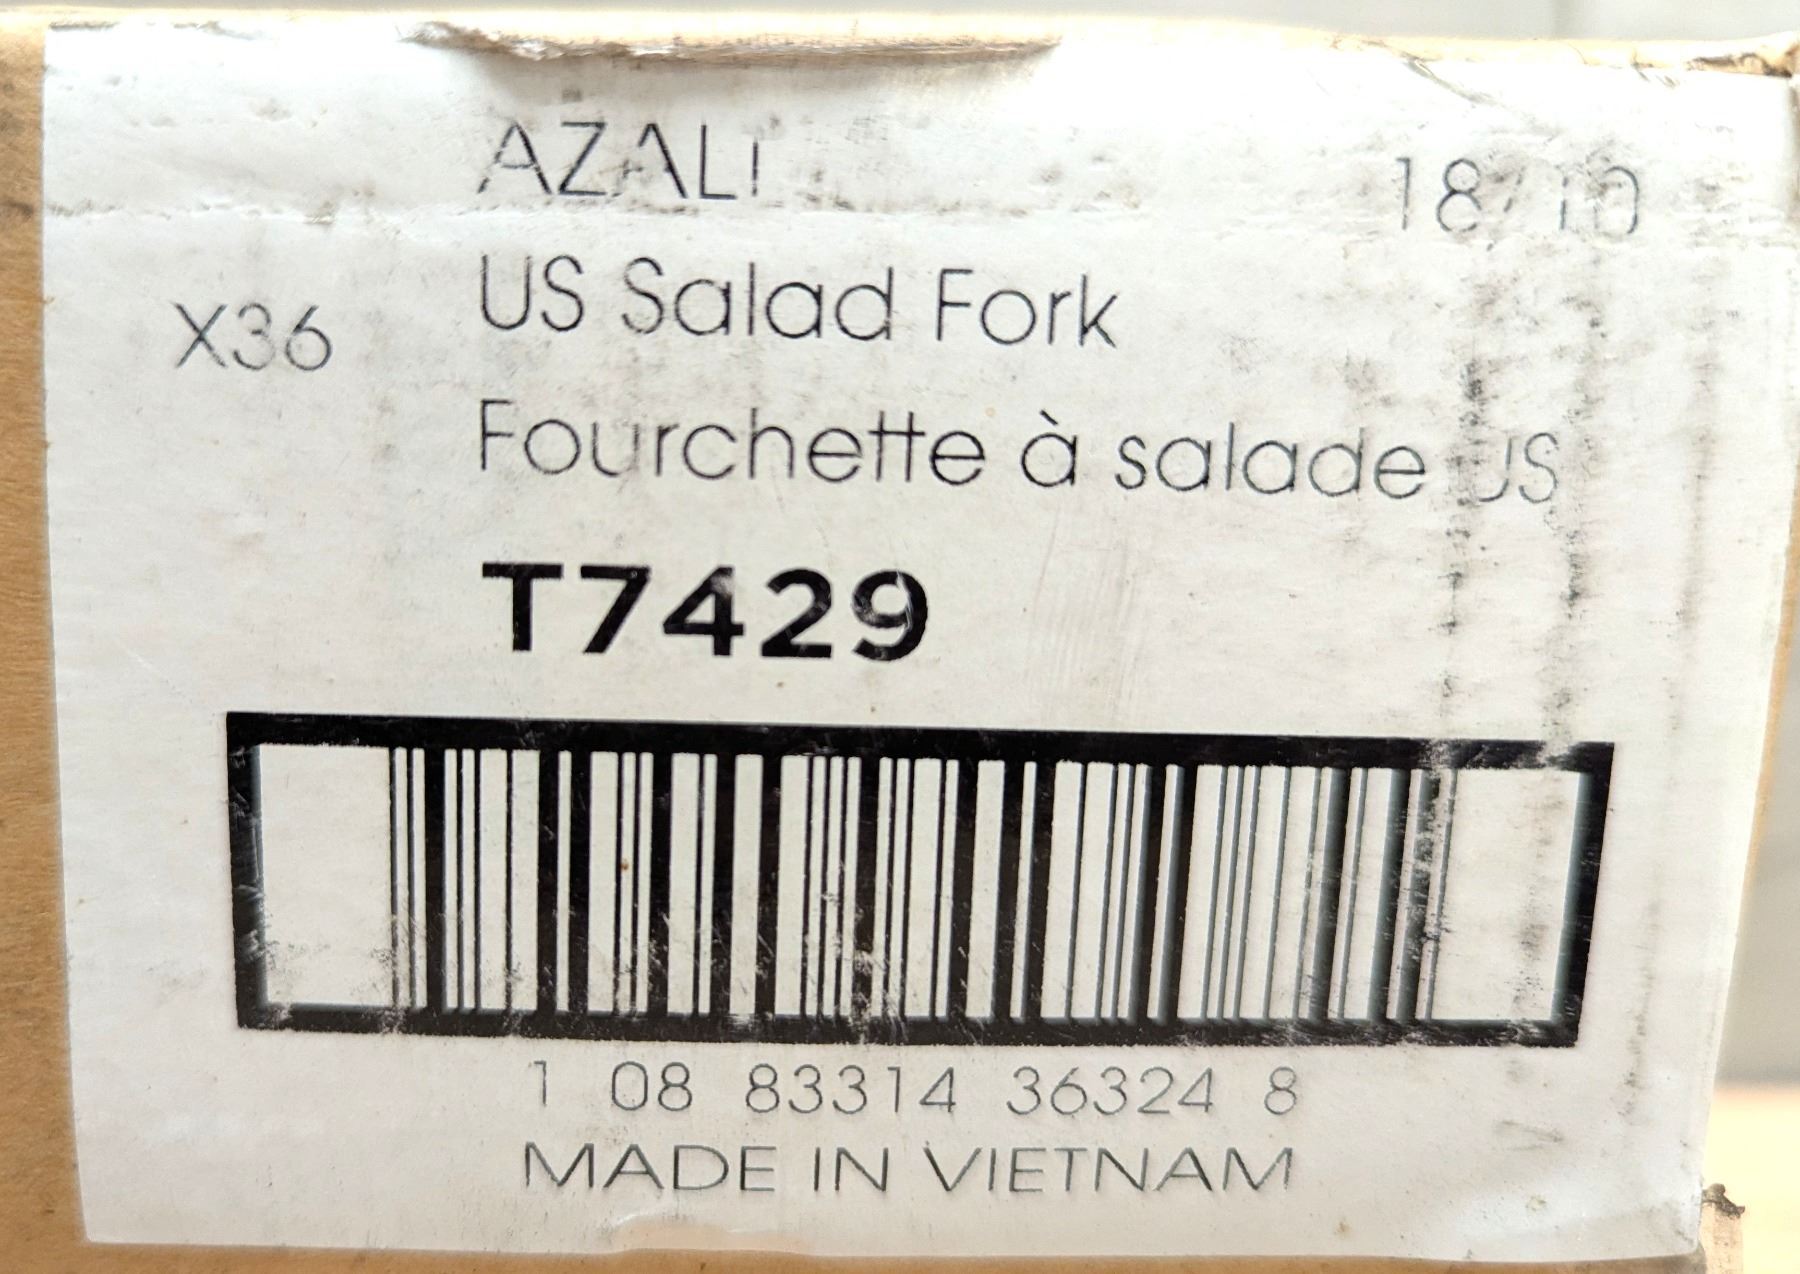 AZALI
18/10
X36
US Salad Fork
Fourchette à salade US
T7429
1 08 83314 36324 8
MADE IN VIETNAM